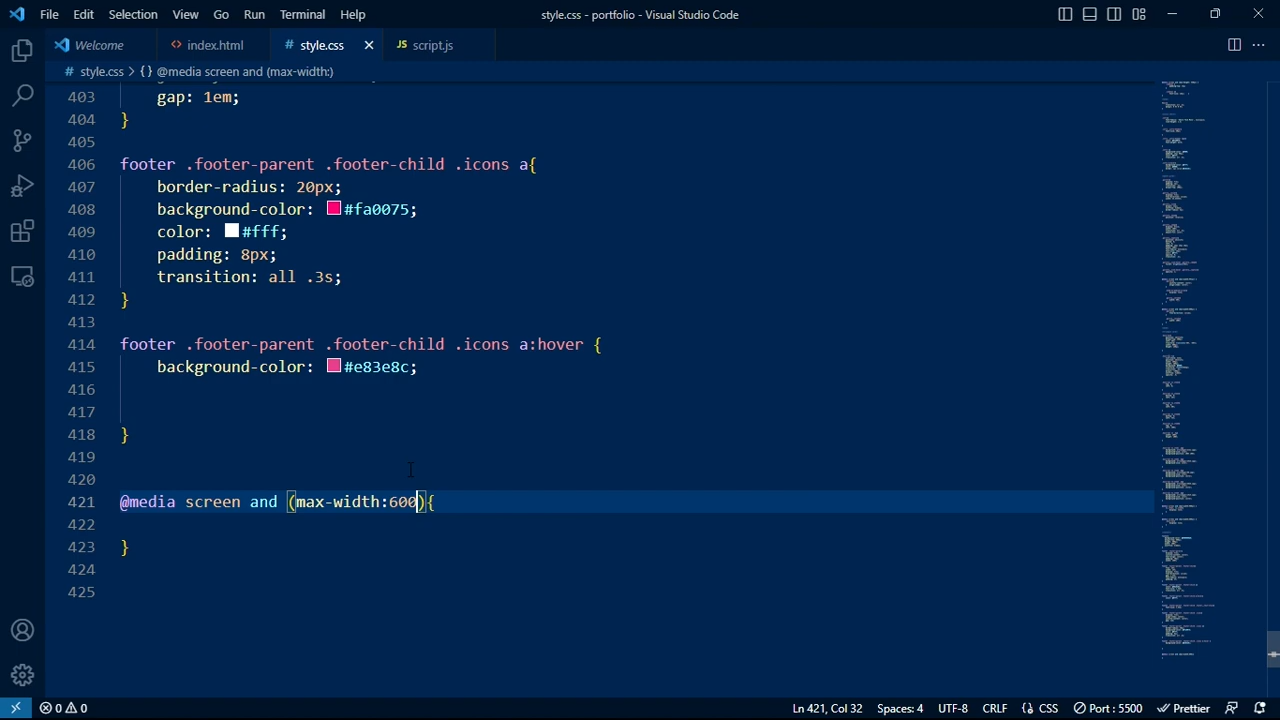 File Edit Selection View Go Run Terminal Help style.css - portfolio - Visual Studio Code
Welcome index.html # style.css JS script.js
# style.css > {} @media screen and (max-width:)
403 gap: 1em;
404 }
405
406 footer .footer-parent .footer-child .icons a{
407 border-radius: 20px;
408 background-color: #fa0075;
409 color: #fff;
410 padding: 8px;
411 transition: all .3s;
412 }
413
414 footer .footer-parent .footer-child .icons a:hover {
415 background-color: #e83e8c;
416
417
418 }
419
420
421 @media screen and (max-width:600){
422
423 }
424
425
0 0 Ln 421, Col 32 Spaces: 4 UTF-8 CRLF {} CSS Port : 5500 Prettier